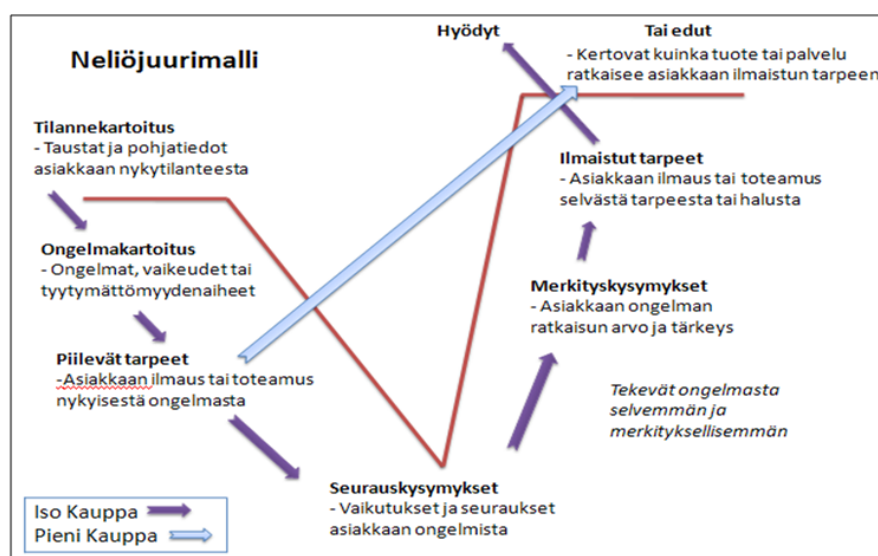 Neliöjuurimalli
Hyödyt
Tai edut
- Kertovat kuinka tuote tai palvelu
ratkaisee asiakkaan ilmaistun tarpeen
Tilannekartoitus
- Taustat ja pohjatiedot
asiakkaan nykytilanteesta
Ongelmakartoitus
- Ongelmat, vaikeudet tai
tyytymättömyydenaiheet
Piilevät tarpeet
-Asiakkaan ilmaus tai toteamus
nykyisestä ongelmasta
Seurauskysymykset
- Vaikutukset ja seuraukset
asiakkaan ongelmista
Tekevät ongelmasta
selvemmän ja
merkityksellisemmän
Merkityskysymykset
- Asiakkaan ongelman
ratkaisun arvo ja tärkeys
Ilmaistut tarpeet
- Asiakkaan ilmaus tai toteamus
selvästä tarpeesta tai halusta
Iso Kauppa
Pieni Kauppa